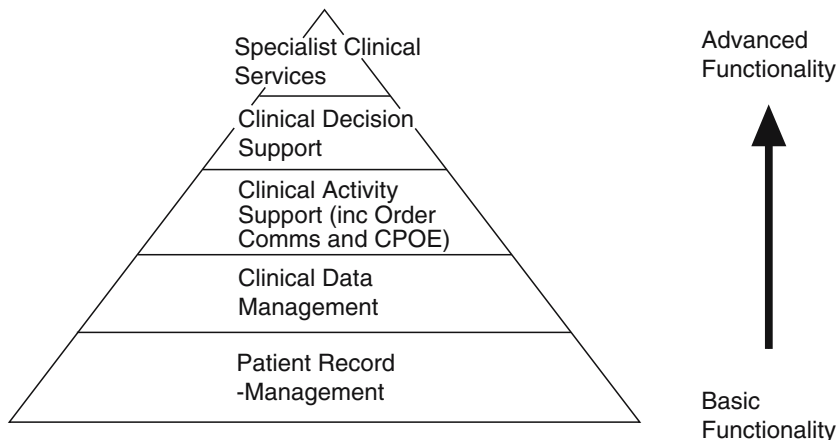 Specialist Clinical
Services
Clinical Decision
Support
Clinical Activity
Support (inc Order
Comms and CPOE)
Clinical Data
Management
Patient Record
-Management
Advanced
Functionality
Basic
Functionality